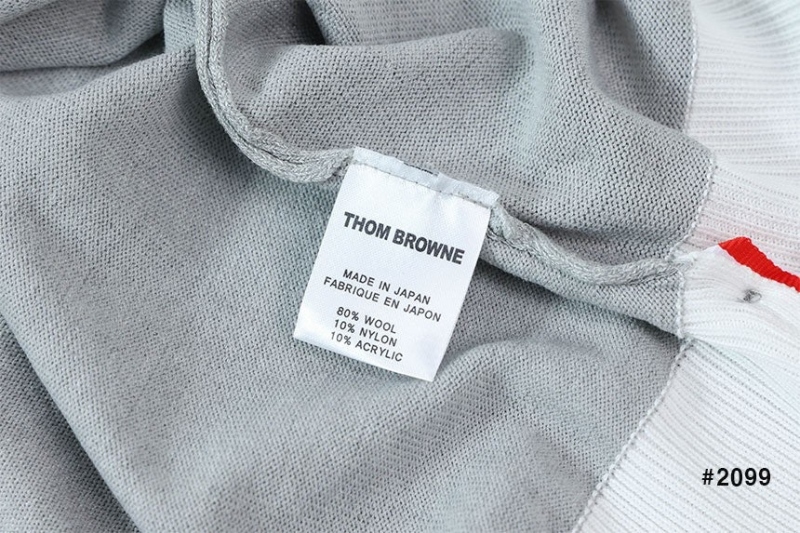 THOM BROWNE
MADE IN JAPAN
FABRIQUE EN JAPON
80% WOOL
10% NYLON
10% ACRYLIC
#2099